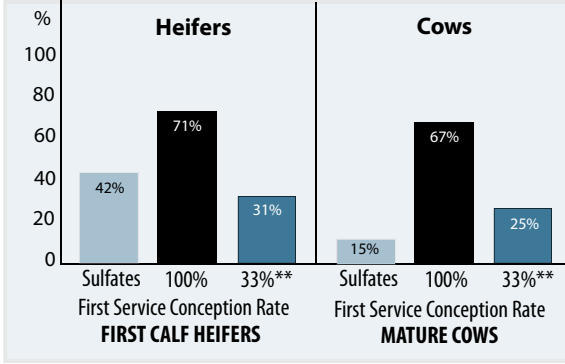 %
Heifers
Cows
100
80
60
40
20
0
42%
71%
31%
15%
67%
25%
Sulfates 100% 33%** Sulfates 100% 33%**
First Service Conception Rate First Service Conception Rate
FIRST CALF HEIFERS MATURE COWS